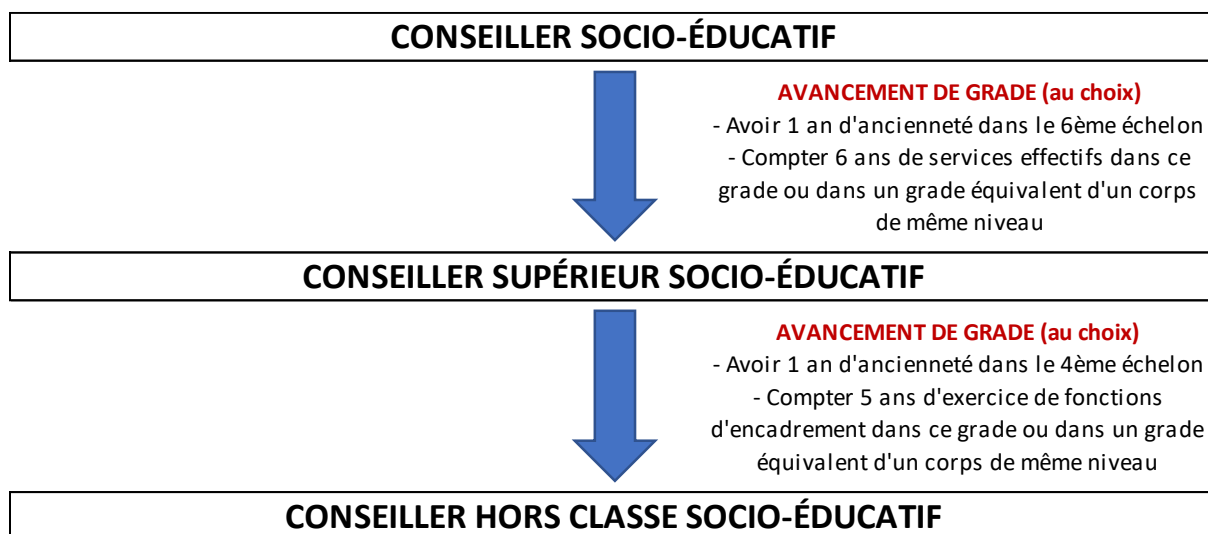 CONSEILLER SOCIO-ÉDUCATIF
AVANCEMENT DE GRADE (au choix)
- Avoir 1 an d'ancienneté dans le 6ème échelon
- Compter 6 ans de services effectifs dans ce
grade ou dans un grade équivalent d'un corps
de même niveau
CONSEILLER SUPÉRIEUR SOCIO-ÉDUCATIF
AVANCEMENT DE GRADE (au choix)
- Avoir 1 an d'ancienneté dans le 4ème échelon
- Compter 5 ans d'exercice de fonctions
d'encadrement dans ce grade ou dans un grade
équivalent d'un corps de même niveau
CONSEILLER HORS CLASSE SOCIO-ÉDUCATIF